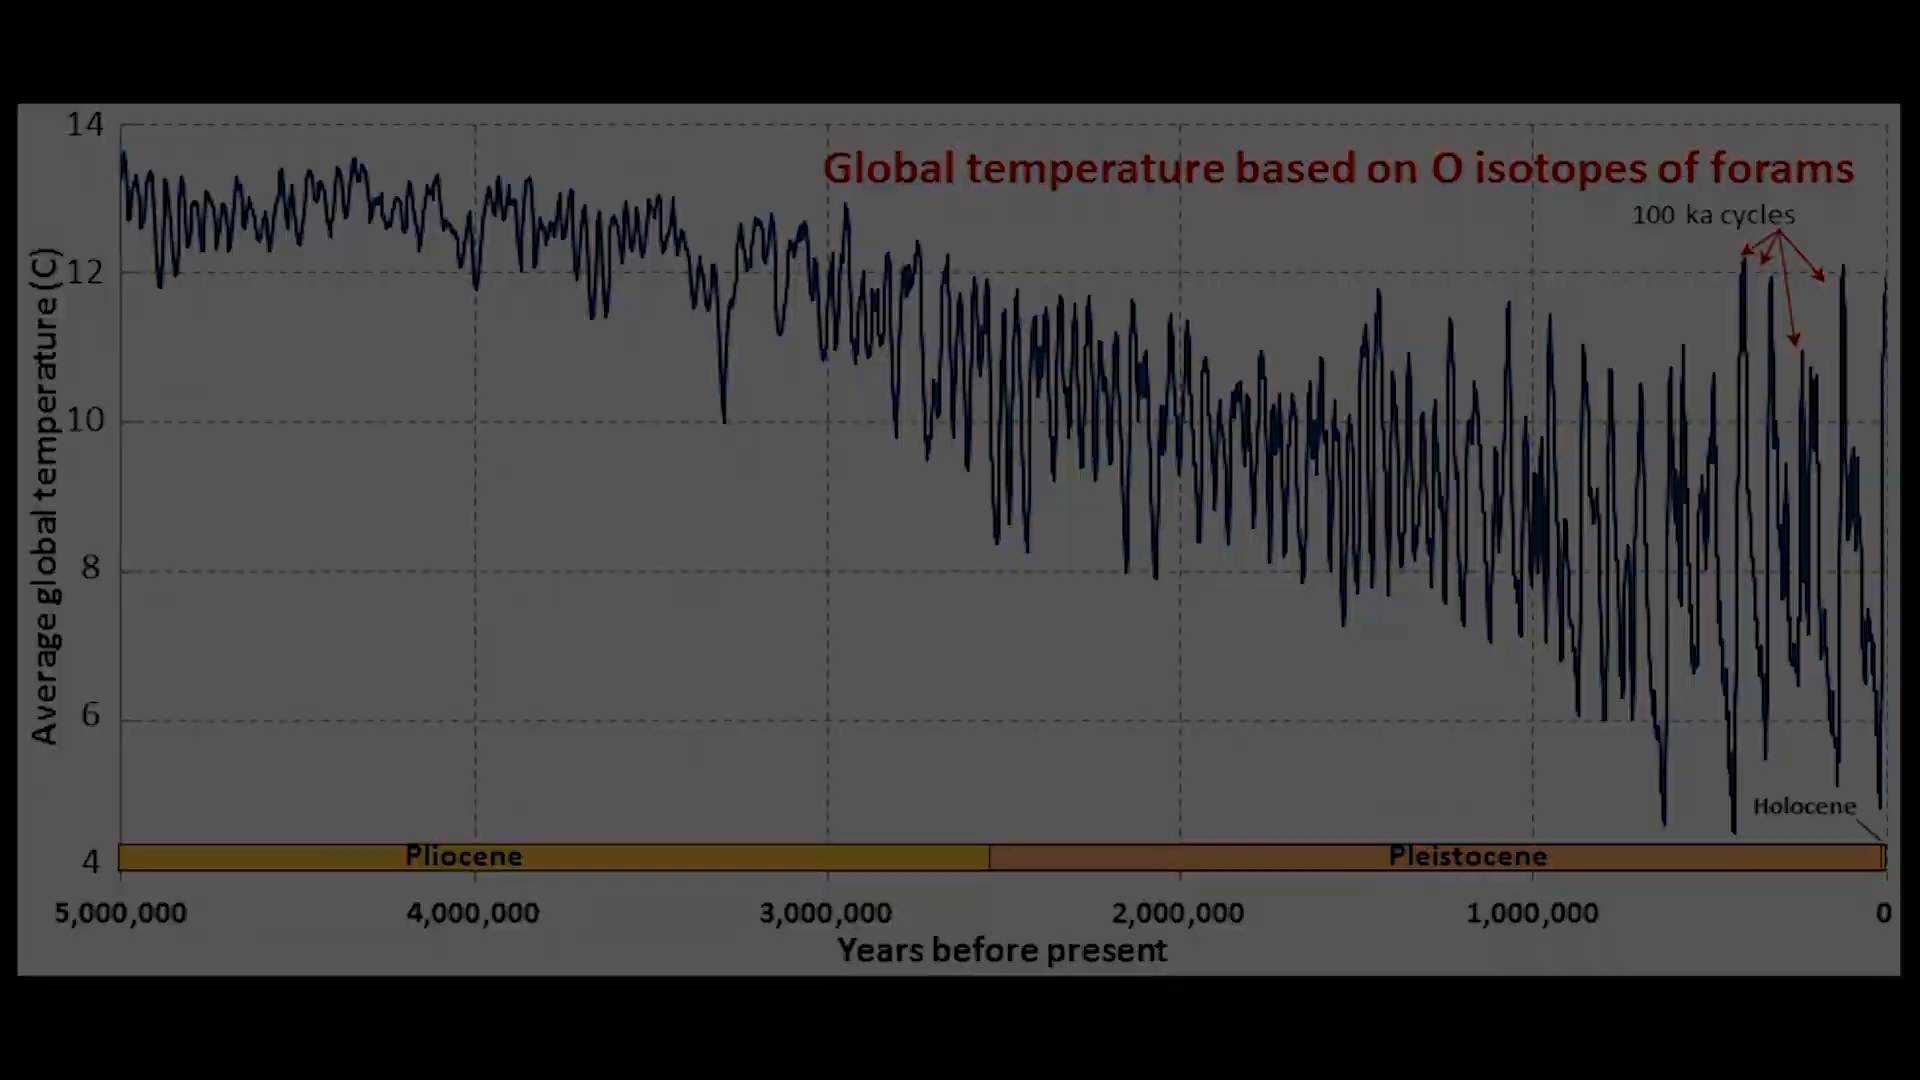 14
Global temperature based on O isotopes of forams
100 ka cycles
12
10
8
6
4
Average global temperature (C)
Holocene
Pliocene
Pleistocene
5,000,000
4,000,000
3,000,000
2,000,000
1,000,000
0
Years before present